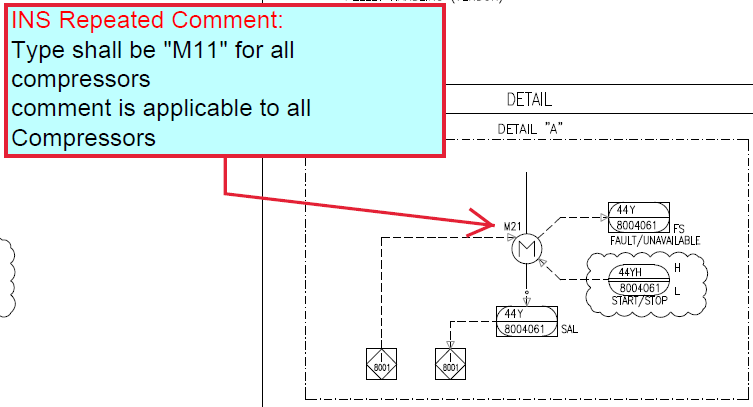 INS Repeated Comment:
Type shall be "M11" for all
compressors
comment is applicable to all
Compressors
DETAIL
DETAIL "A"
M21
M
44Y
8004061
FS
FAULT/UNAVAILABLE
44YH
8004061
H
L
START/STOP
44Y
8004061
SAL
8001
8001